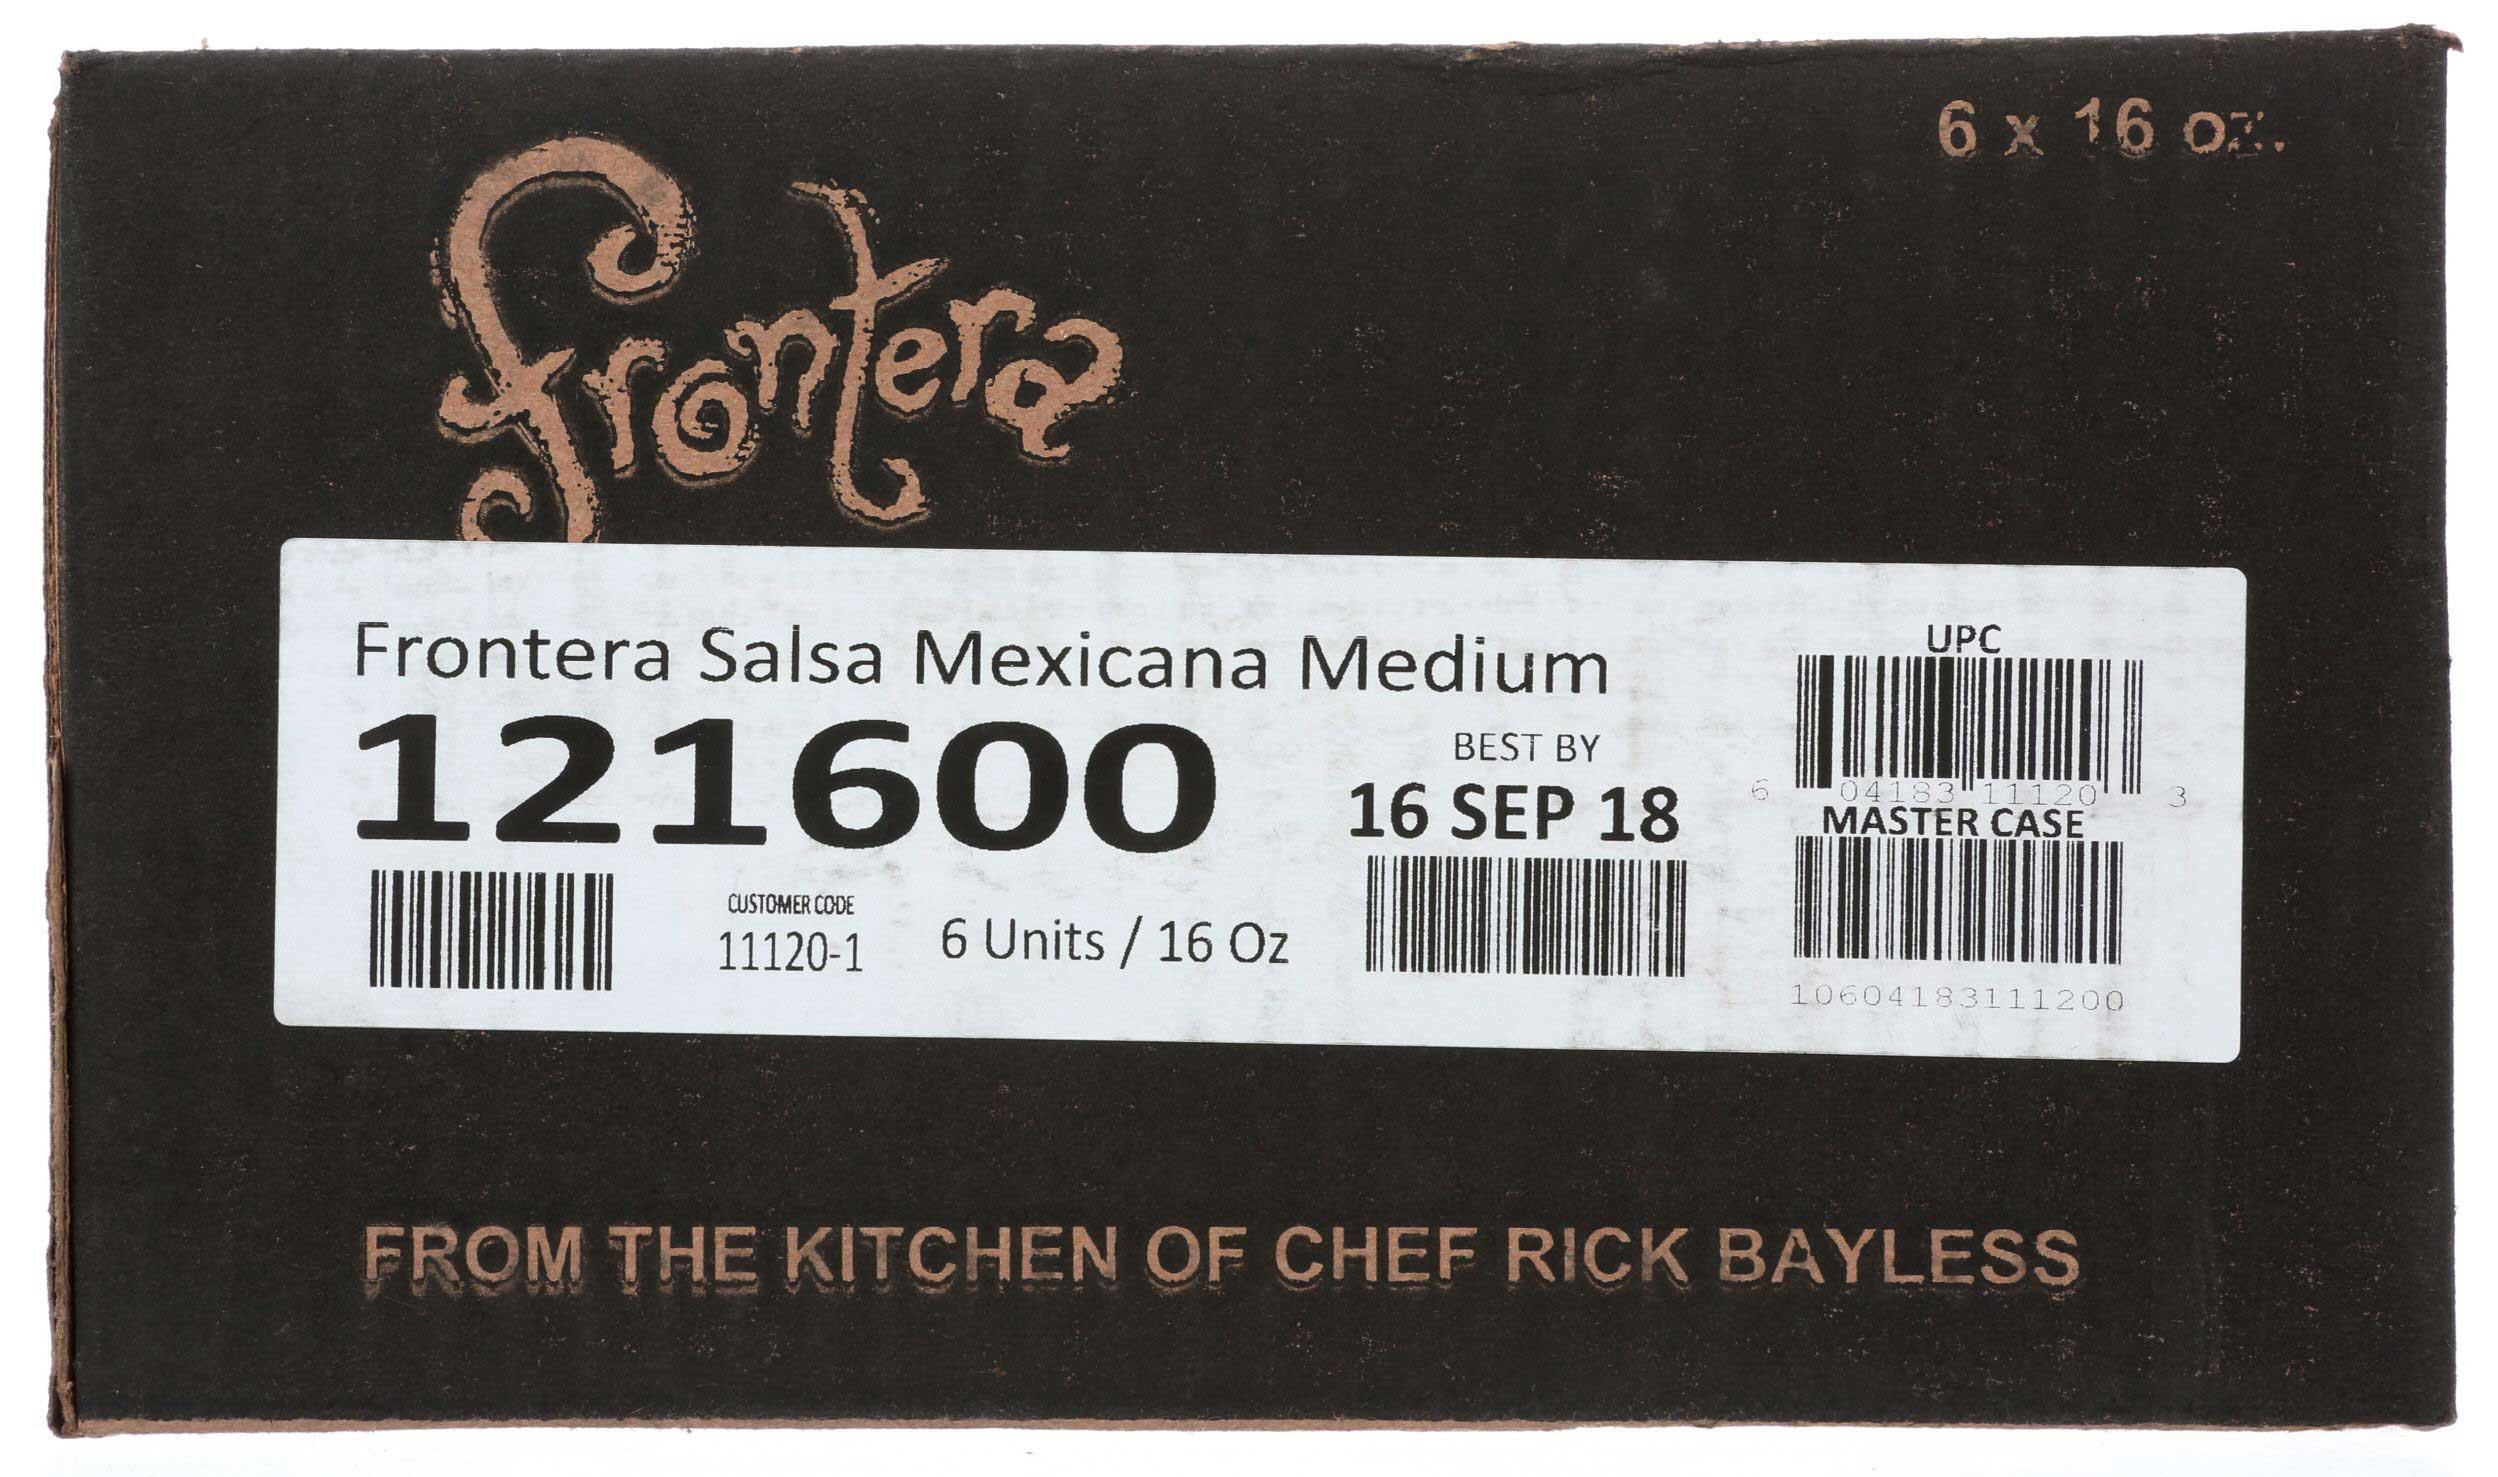 6 x 16 oz.
frontera
Frontera Salsa Mexicana Medium
121600
BEST BY
16 SEP 18
CUSTOMER CODE
11120-1
6 Units / 16 Oz
UPC
6 04183 11120 3
MASTER CASE
10604183111200
FROM THE KITCHEN OF CHEF RICK BAYLESS